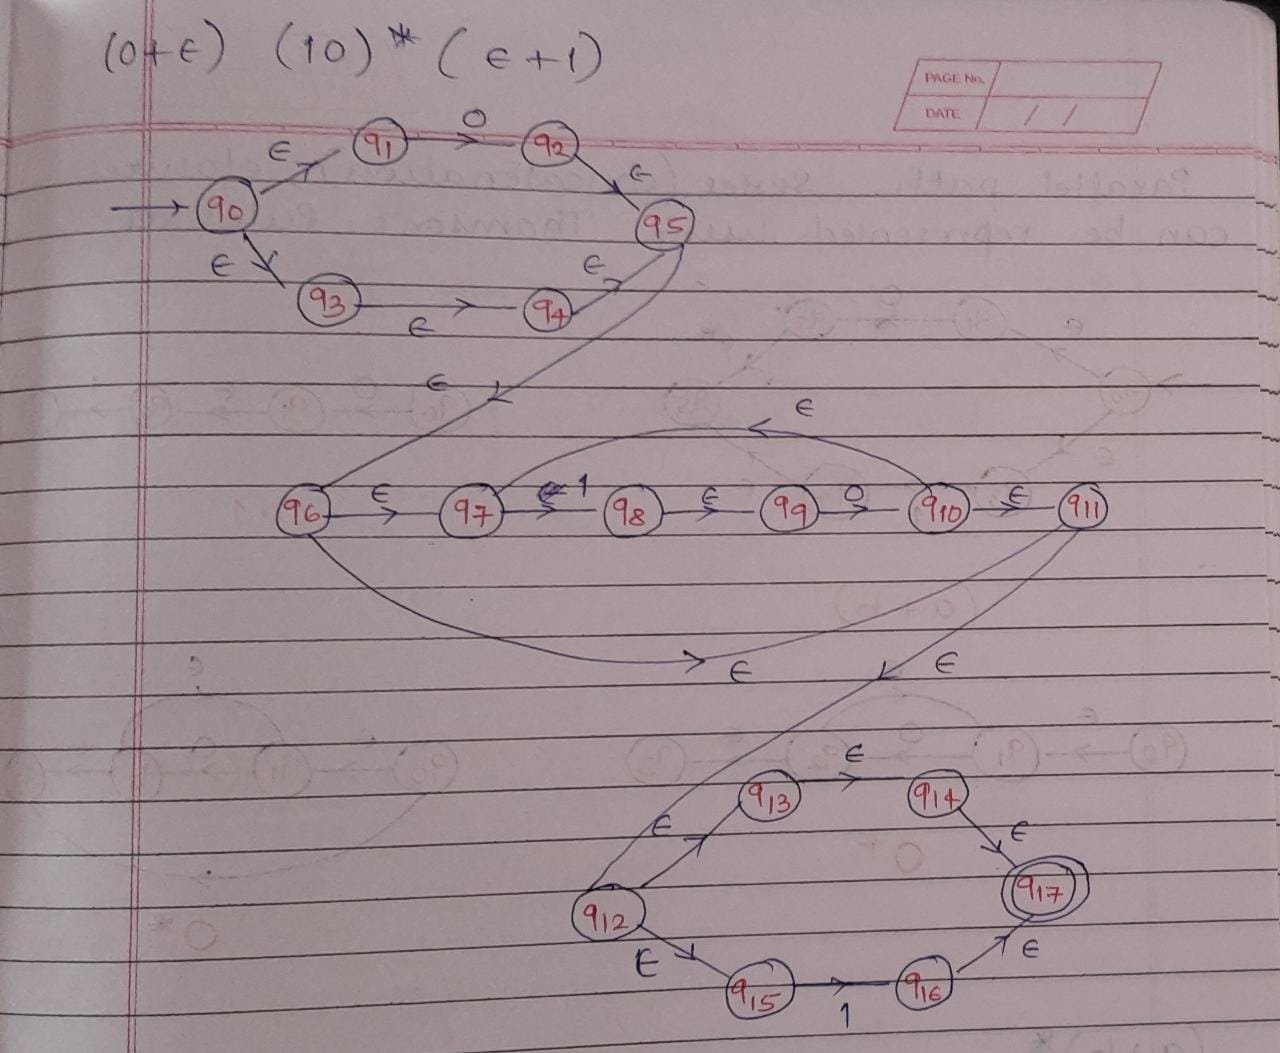 (0+ε) (10)* (ε+1)
PAGE No.
DATE / /
q1 0 q2
ε ε
q0 q5
ε ε
q3 ε q4
ε
ε
q6 ε q7 1 q8 ε q9 0 q10 ε q11
ε ε
q13 ε q14
ε ε
q12 q17
ε ε
q15 1 q16